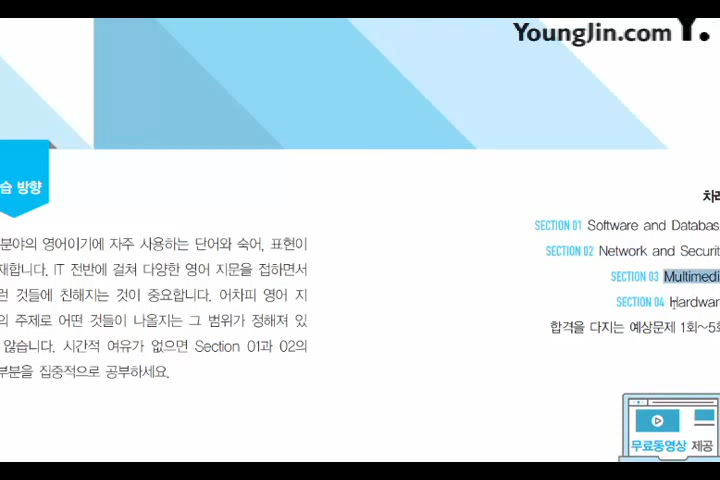 YoungJin.com Y.
습 방향
분야의 영어이기에 자주 사용하는 단어와 숙어, 표현이
재합니다. IT 전반에 걸쳐 다양한 영어 지문을 접하면서
런 것들에 친해지는 것이 중요합니다. 어차피 영어 지
의 주제로 어떤 것들이 나올지는 그 범위가 정해져 있
않습니다. 시간적 여유가 없으면 Section 01과 02의
부분을 집중적으로 공부하세요.
차례
SECTION 01 Software and Databas
SECTION 02 Network and Securit
SECTION 03 Multimedi
SECTION 04 Hardwar
합격을 다지는 예상문제 1회~5회
무료동영상 제공